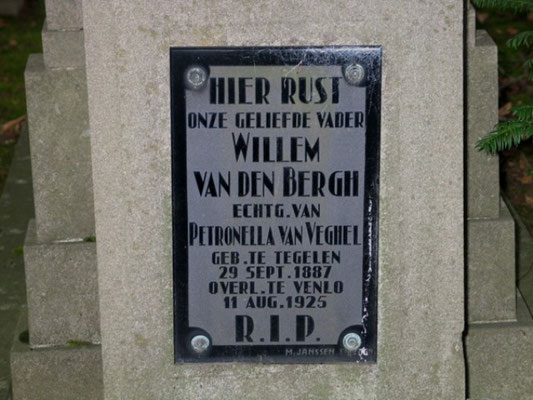 HIER RUST
ONZE GELIEFDE VADER
WILLEM
VAN DEN BERGH
ECHTG. VAN
PETRONELLA VAN VEGHEL
GEB. TE TEGELEN
29 SEPT. 1887
OVERL. TE VENLO
11 AUG. 1925
R.I.P.
M. JANSSEN